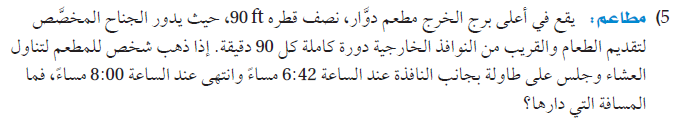 5) مطاعم: يقع في أعلى برج الخرج مطعم دوَّار، نصف قطره 90 ft، حيث يدور الجناح المخصَّص
لتقديم الطعام والقريب من النوافذ الخارجية دورة كاملة كل 90 دقيقة. إذا ذهب شخص للمطعم لتناول
العشاء وجلس على طاولة بجانب النافذة عند الساعة 6:42 مساءً وانتهى عند الساعة 8:00 مساءً، فما
المسافة التي دارها؟